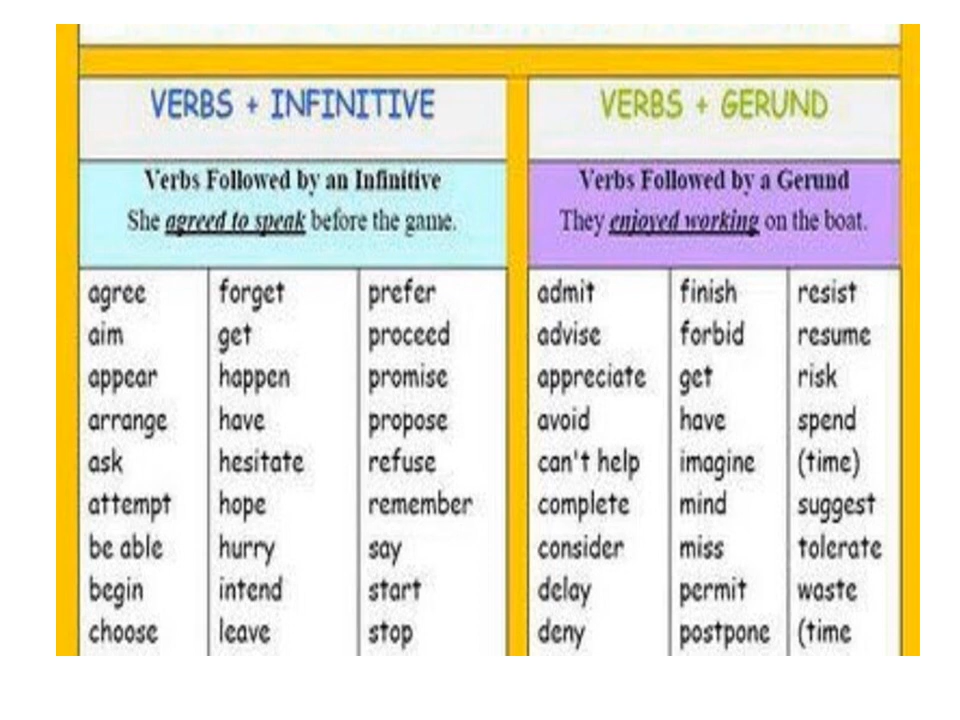 VERBS + INFINITIVE
Verbs Followed by an Infinitive
She agreed to speak before the game.
agree forget prefer
aim get proceed
appear happen promise
arrange have propose
ask hesitate refuse
attempt hope remember
be able hurry say
begin intend start
choose leave stop
VERBS + GERUND
Verbs Followed by a Gerund
They enjoyed working on the boat.
admit finish resist
advise forbid resume
appreciate get risk
avoid have spend
can't help imagine (time)
complete mind suggest
consider miss tolerate
delay permit waste
deny postpone (time